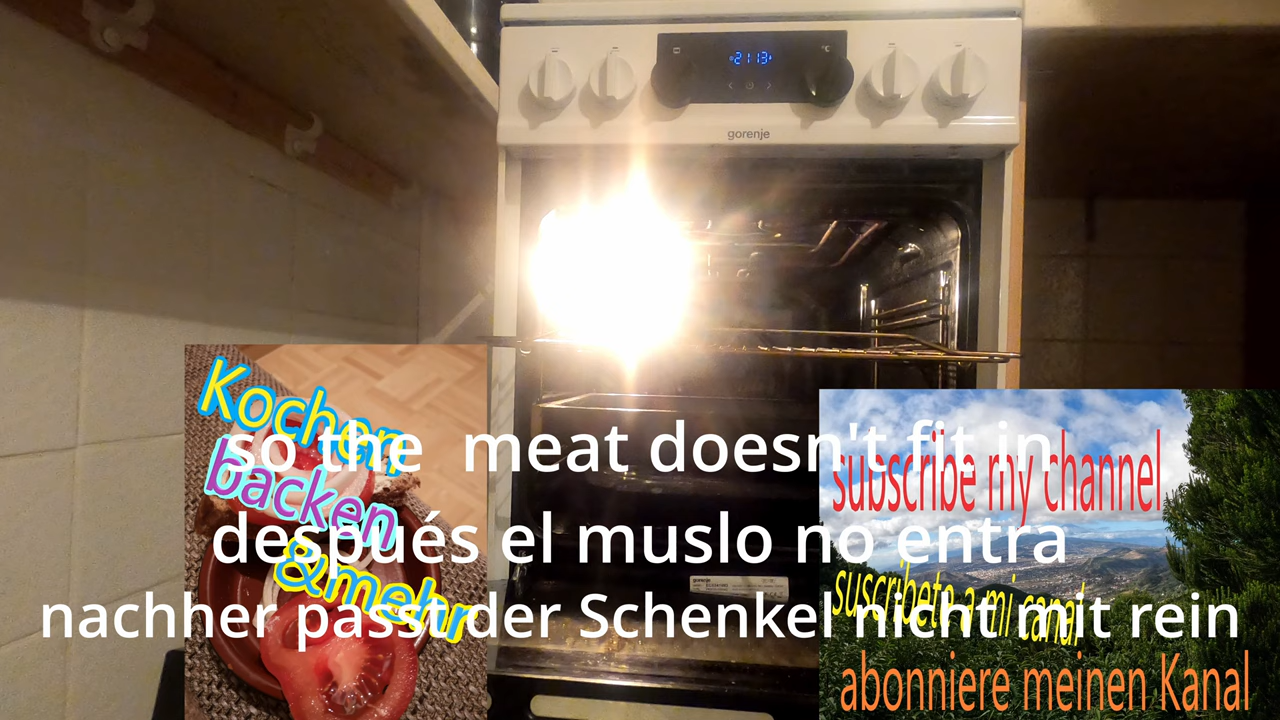 21:13
gorenje
Kochen
backen
&mehr
so the meat doesn't fit in
después el muslo no entra
nachher passt der Schenkel nicht mit rein
subscribe my channel
suscribete a mi canal
abonniere meinen Kanal
gorenje